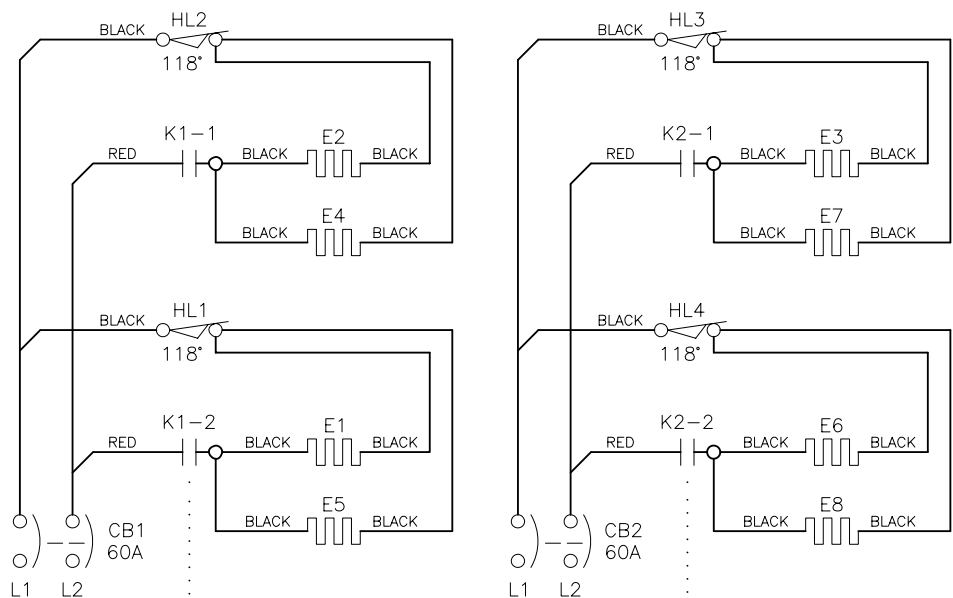 HL2
BLACK
118°
K1-1
RED
BLACK
E2
BLACK
E4
BLACK
BLACK
HL1
BLACK
118°
K1-2
RED
BLACK
E1
BLACK
E5
BLACK
BLACK
CB1
60A
L1
L2
HL3
BLACK
118°
K2-1
RED
BLACK
E3
BLACK
E7
BLACK
BLACK
HL4
BLACK
118°
K2-2
RED
BLACK
E6
BLACK
E8
BLACK
BLACK
CB2
60A
L1
L2